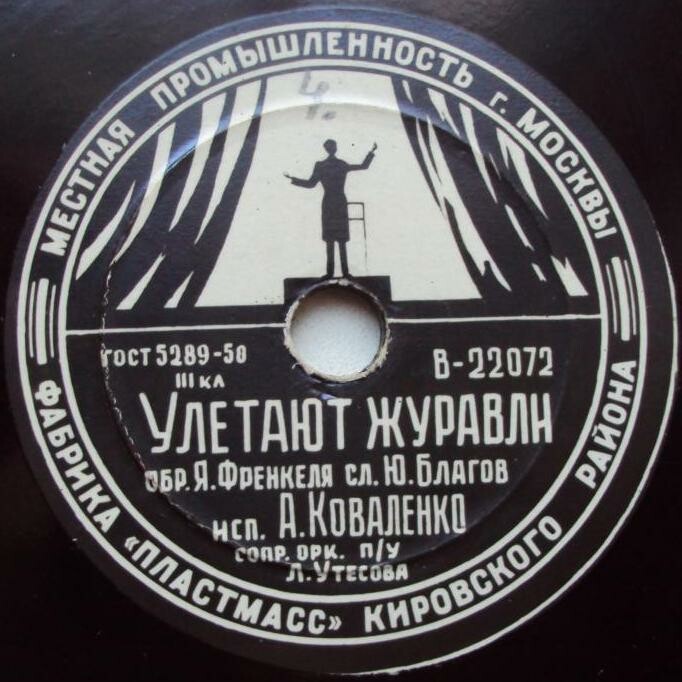 МЕСТНАЯ ПРОМЫШЛЕННОСТЬ г. МОСКВЫ
4.
ГОСТ 5289-50
III КЛ
В-22072
УЛЕТАЮТ ЖУРАВЛИ
ОБР. Я. ФРЕНКЕЛЯ СЛ. Ю. БЛАГОВ
ИСП. А. КОВАЛЕНКО
СОПР. ОРК. П/У
Л. УТЕСОВА
ФАБРИКА «ПЛАСТМАСС» КИРОВСКОГО РАЙОНА